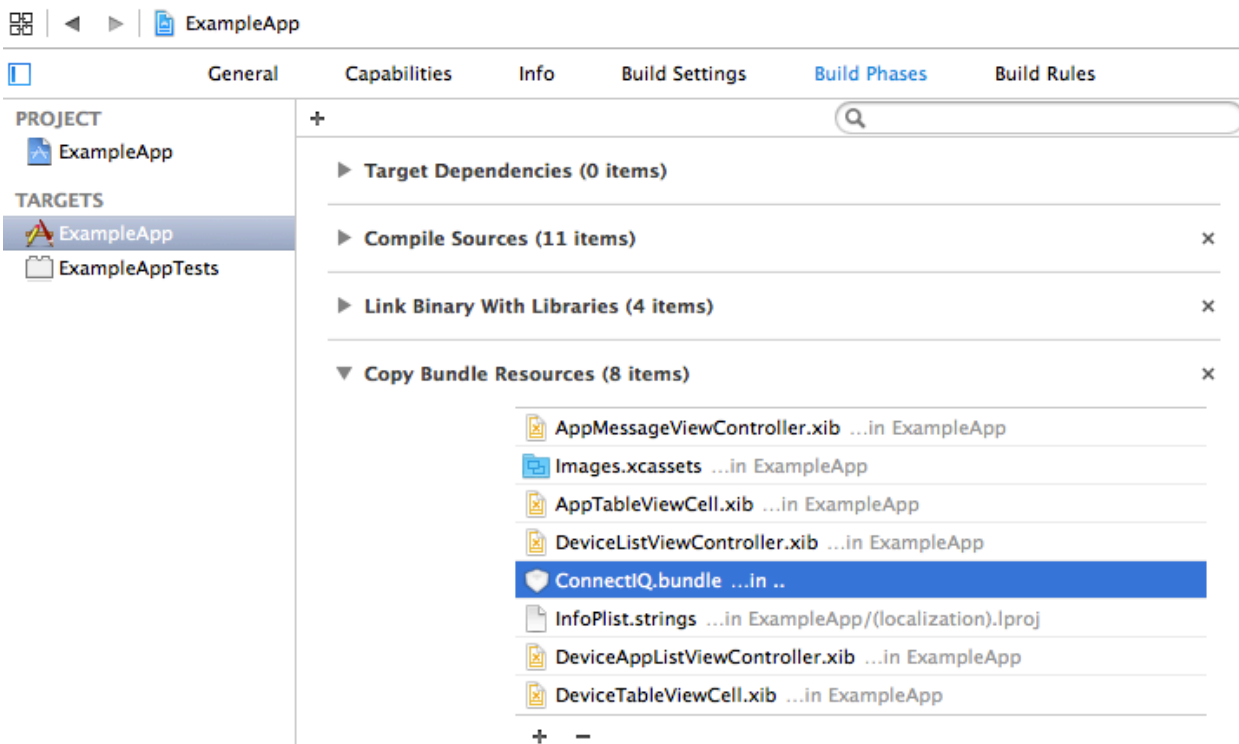 ExampleApp
General Capabilities Info Build Settings Build Phases Build Rules
PROJECT
ExampleApp
TARGETS
ExampleApp
ExampleAppTests
Target Dependencies (0 items)
Compile Sources (11 items)
Link Binary With Libraries (4 items)
Copy Bundle Resources (8 items)
AppMessageViewController.xib ...in ExampleApp
Images.xcassets ...in ExampleApp
AppTableViewCell.xib ...in ExampleApp
DeviceListViewController.xib ...in ExampleApp
ConnectIQ.bundle ...in ..
InfoPlist.strings ...in ExampleApp/(localization).lproj
DeviceAppListViewController.xib ...in ExampleApp
DeviceTableViewCell.xib ...in ExampleApp